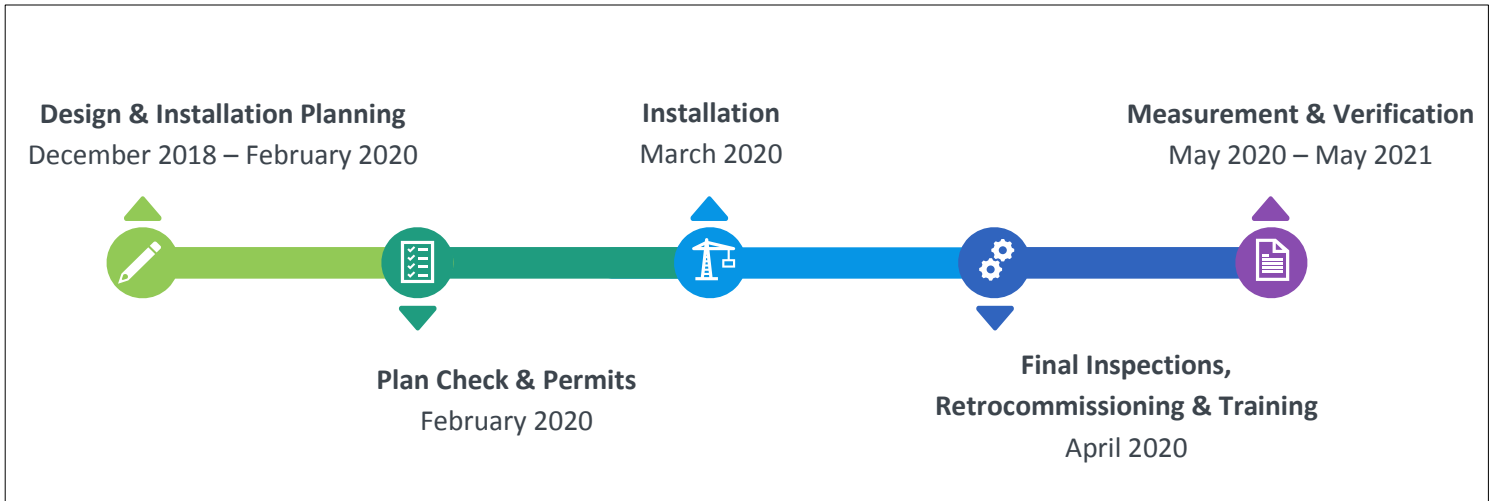 Design & Installation Planning
December 2018 – February 2020
Plan Check & Permits
February 2020
Installation
March 2020
Final Inspections,
Retrocommissioning & Training
April 2020
Measurement & Verification
May 2020 – May 2021